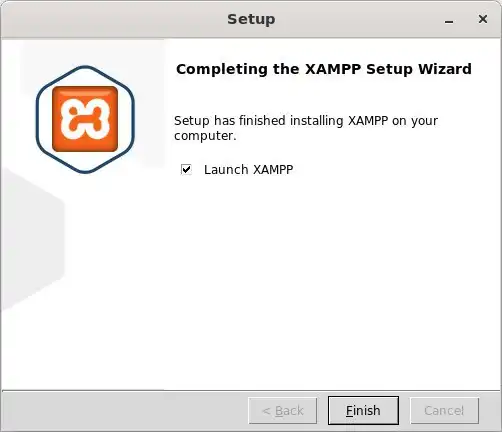 Setup
Completing the XAMPP Setup Wizard
Setup has finished installing XAMPP on your
computer.
Launch XAMPP
< Back
Finish
Cancel